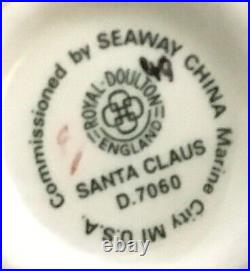 Commissioned by SEAWAY CHINA Marine City MI U.S.A.
ROYAL DOULTON
ENGLAND
SANTA CLAUS
D.7060